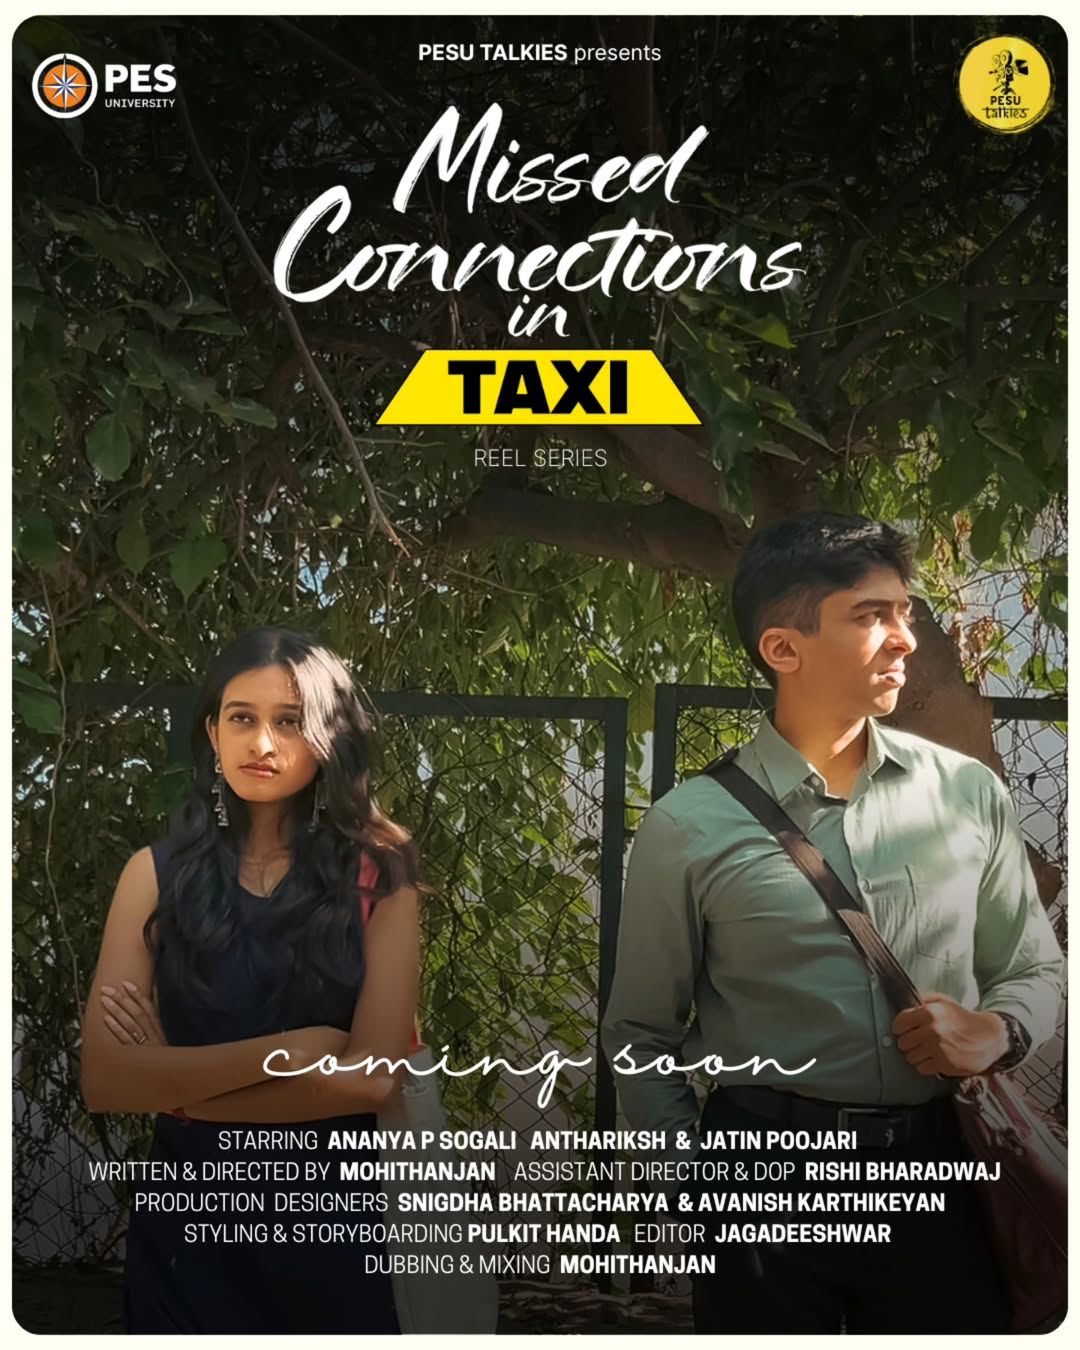 PESU TALKIES presents
PES
UNIVERSITY
PESU
talkies
Missed
Connections
in
TAXI
REEL SERIES
coming soon
STARRING ANANYA P SOGALI ANTHARIKSH & JATIN POOJARI
WRITTEN & DIRECTED BY MOHITHANJAN ASSISTANT DIRECTOR & DOP RISHI BHARADWAJ
PRODUCTION DESIGNERS SNIGDHA BHATTACHARYA & AVANISH KARTHIKEYAN
STYLING & STORYBOARDING PULKIT HANDA EDITOR JAGADEESHWAR
DUBBING & MIXING MOHITHANJAN